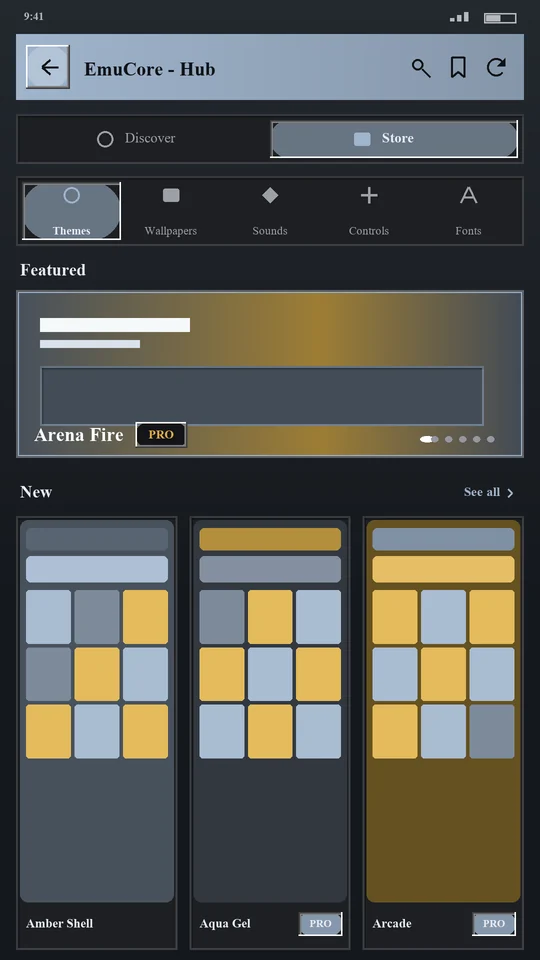 9:41
EmuCore - Hub
Discover
Store
Themes
Wallpapers
Sounds
Controls
Fonts
Featured
Arena Fire
PRO
New
See all
Amber Shell
Aqua Gel
PRO
Arcade
PRO